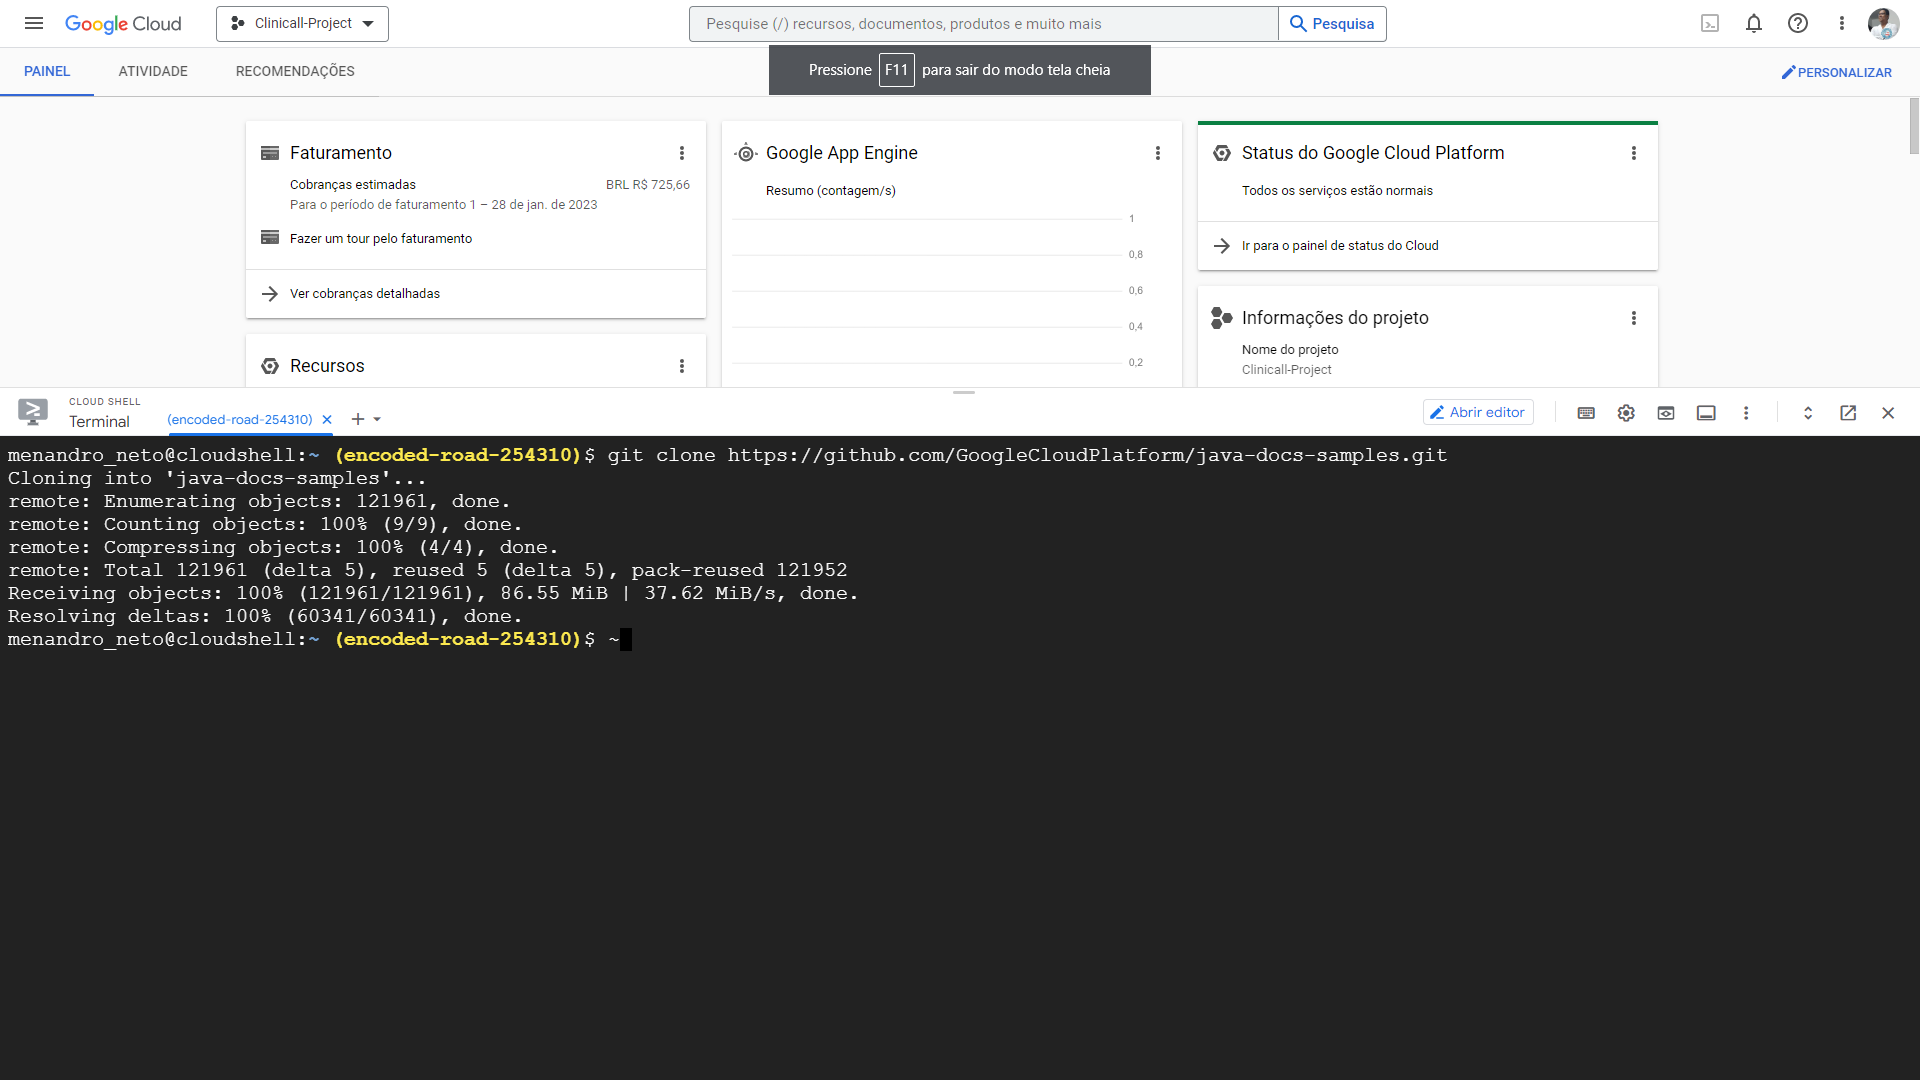 Google Cloud
Clinicall-Project
Pesquise (/) recursos, documentos, produtos e muito mais
Pesquisa
PAINEL
ATIVIDADE
RECOMENDAÇÕES
Pressione F11 para sair do modo tela cheia
PERSONALIZAR
Faturamento
Cobranças estimadas
BRL R$ 725,66
Para o período de faturamento 1 – 28 de jan. de 2023
Fazer um tour pelo faturamento
Ver cobranças detalhadas
Recursos
Google App Engine
Resumo (contagem/s)
1
0,8
0,6
0,4
0,2
Status do Google Cloud Platform
Todos os serviços estão normais
Ir para o painel de status do Cloud
Informações do projeto
Nome do projeto
Clinicall-Project
CLOUD SHELL
Terminal
(encoded-road-254310)
Abrir editor
menandro_neto@cloudshell:~ (encoded-road-254310)$ git clone https://github.com/GoogleCloudPlatform/java-docs-samples.git
Cloning into 'java-docs-samples'...
remote: Enumerating objects: 121961, done.
remote: Counting objects: 100% (9/9), done.
remote: Compressing objects: 100% (4/4), done.
remote: Total 121961 (delta 5), reused 5 (delta 5), pack-reused 121952
Receiving objects: 100% (121961/121961), 86.55 MiB | 37.62 MiB/s, done.
Resolving deltas: 100% (60341/60341), done.
menandro_neto@cloudshell:~ (encoded-road-254310)$ ~